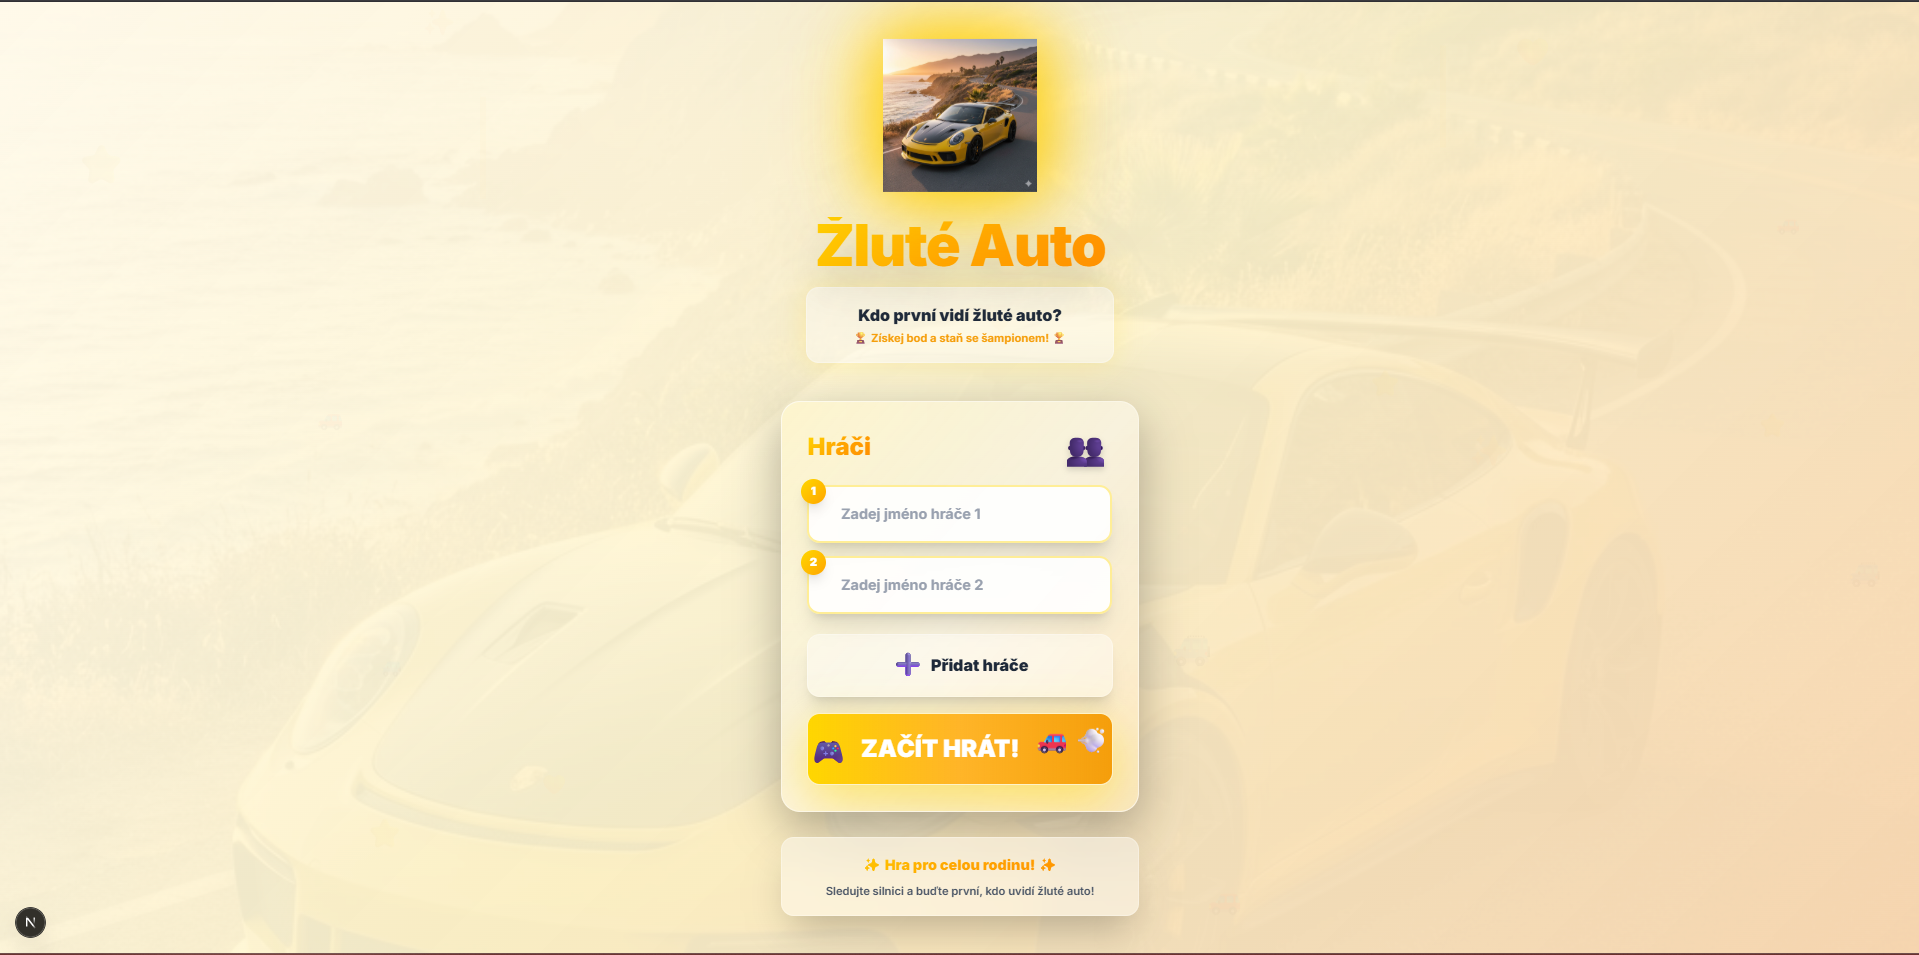 Žluté Auto
Kdo první vidí žluté auto?
🏆 Získej bod a staň se šampionem! 🏆
Hráči
1
Zadej jméno hráče 1
2
Zadej jméno hráče 2
Přidat hráče
ZAČÍT HRÁT!
✨ Hra pro celou rodinu! ✨
Sledujte silnici a buďte první, kdo uvidí žluté auto!
N